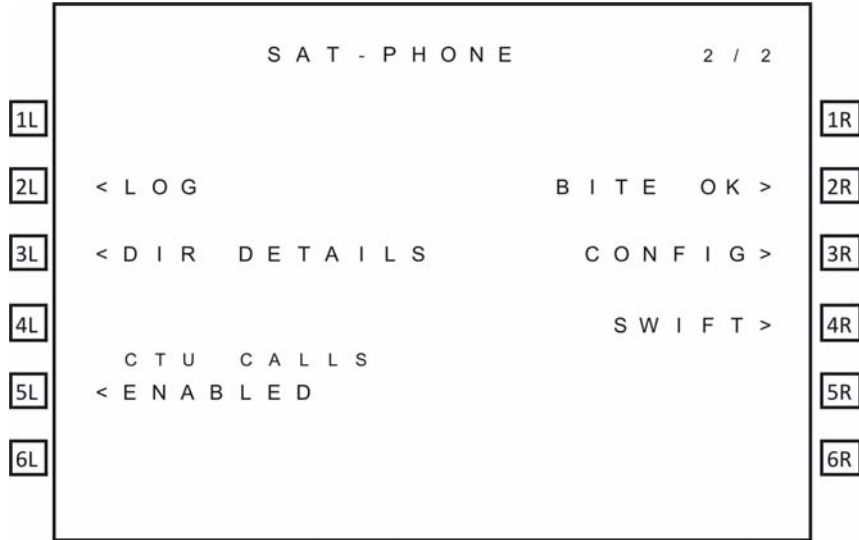 SAT-PHONE 2/2
1L 1R
2L <LOG BITE OK> 2R
3L <DIR DETAILS CONFIG> 3R
4L SWIFT> 4R
CTU CALLS
5L <ENABLED 5R
6L 6R